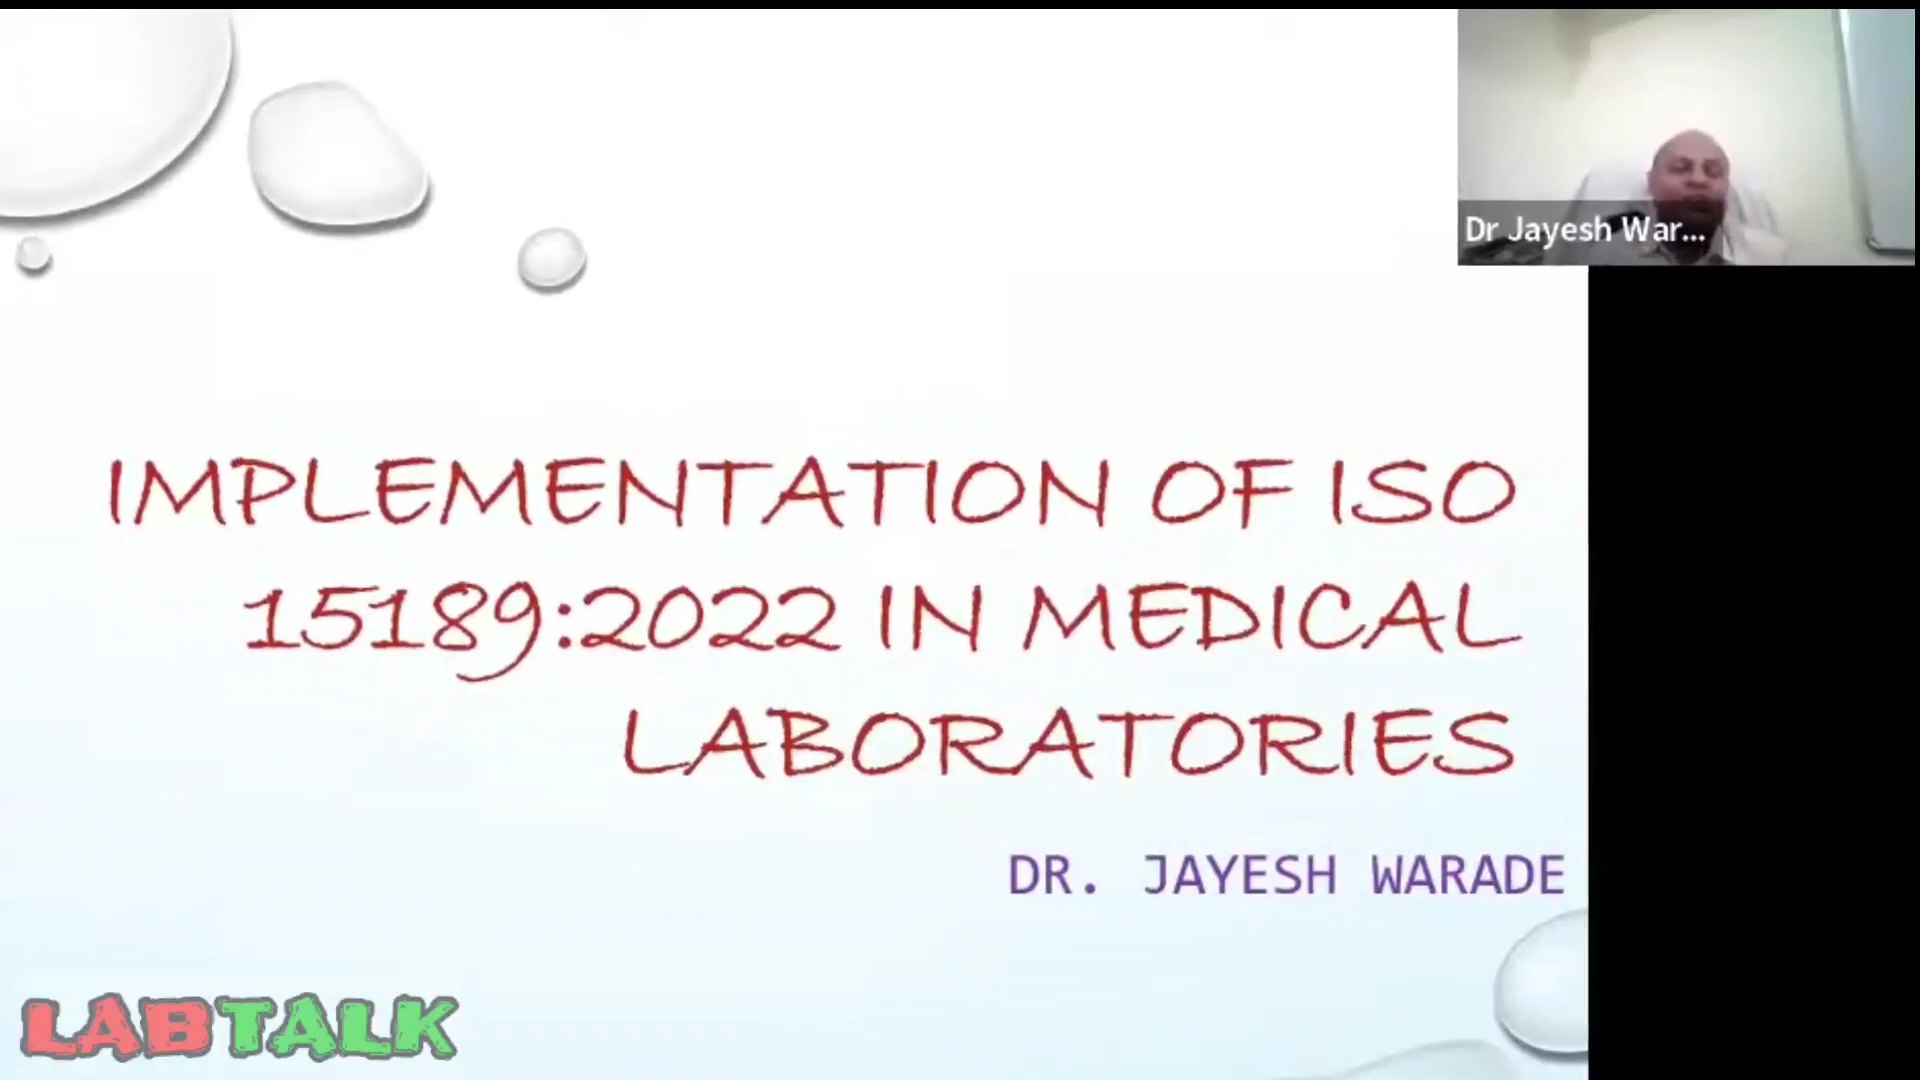 Dr Jayesh War...
IMPLEMENTATION OF ISO
15189:2022 IN MEDICAL
LABORATORIES
DR. JAYESH WARADE
LABTALK